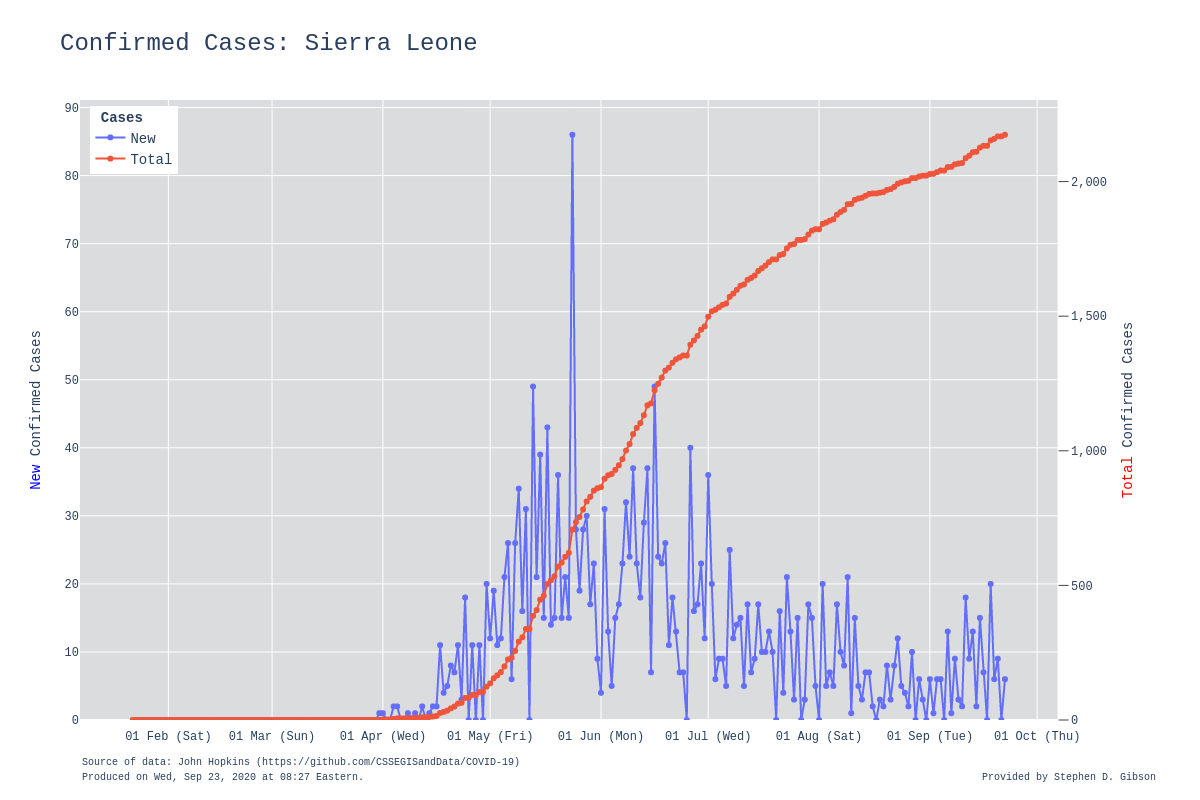 Confirmed Cases: Sierra Leone
Cases
New
Total
90
80
70
60
50
40
30
20
10
0
New Confirmed Cases
2,000
1,500
1,000
500
0
Total Confirmed Cases
01 Feb (Sat) 01 Mar (Sun) 01 Apr (Wed) 01 May (Fri) 01 Jun (Mon) 01 Jul (Wed) 01 Aug (Sat) 01 Sep (Tue) 01 Oct (Thu)
Source of data: John Hopkins (https://github.com/CSSEGISandData/COVID-19)
Produced on Wed, Sep 23, 2020 at 08:27 Eastern.
Provided by Stephen D. Gibson